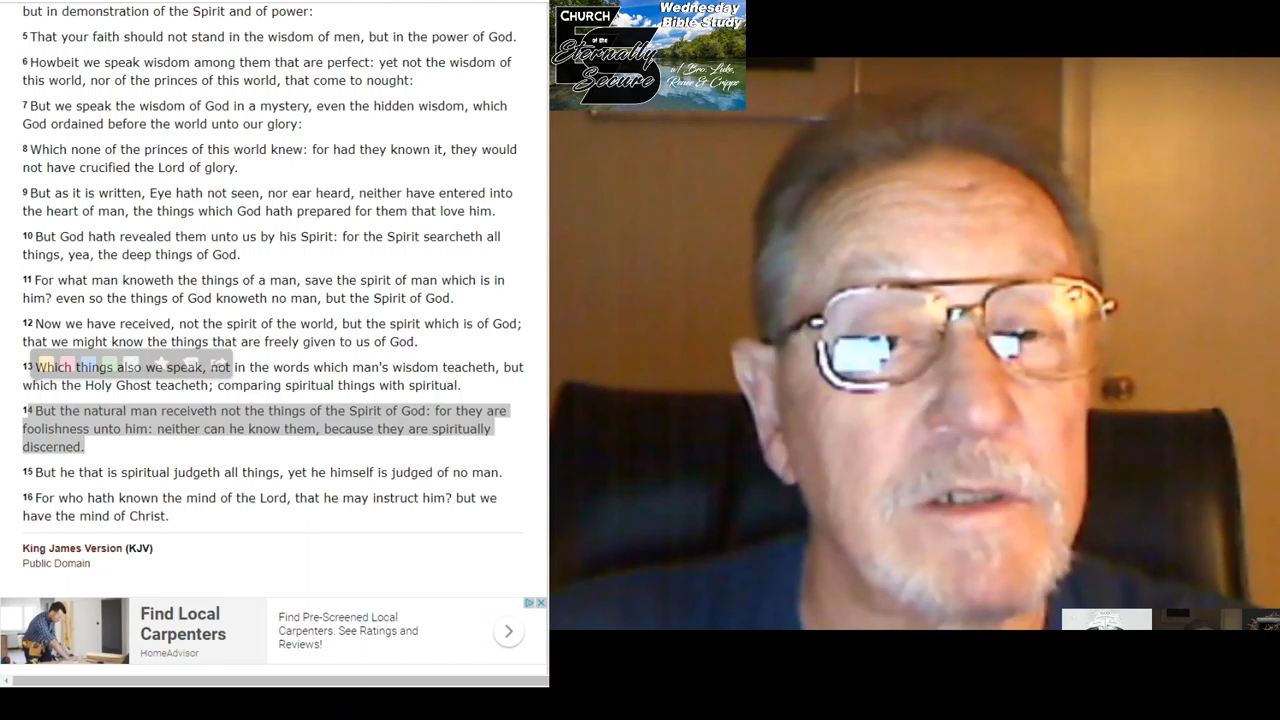 but in demonstration of the Spirit and of power:
5 That your faith should not stand in the wisdom of men, but in the power of God.
6 Howbeit we speak wisdom among them that are perfect: yet not the wisdom of
this world, nor of the princes of this world, that come to nought:
7 But we speak the wisdom of God in a mystery, even the hidden wisdom, which
God ordained before the world unto our glory:
8 Which none of the princes of this world knew: for had they known it, they would
not have crucified the Lord of glory.
9 But as it is written, Eye hath not seen, nor ear heard, neither have entered into
the heart of man, the things which God hath prepared for them that love him.
10 But God hath revealed them unto us by his Spirit: for the Spirit searcheth all
things, yea, the deep things of God.
11 For what man knoweth the things of a man, save the spirit of man which is in
him? even so the things of God knoweth no man, but the Spirit of God.
12 Now we have received, not the spirit of the world, but the spirit which is of God;
that we might know the things that are freely given to us of God.
13 Which things also we speak, not in the words which man's wisdom teacheth, but
which the Holy Ghost teacheth; comparing spiritual things with spiritual.
14 But the natural man receiveth not the things of the Spirit of God: for they are
foolishness unto him: neither can he know them, because they are spiritually
discerned.
15 But he that is spiritual judgeth all things, yet he himself is judged of no man.
16 For who hath known the mind of the Lord, that he may instruct him? but we
have the mind of Christ.
King James Version (KJV)
Public Domain
Find Local
Carpenters
HomeAdvisor
Find Pre-Screened Local
Carpenters. See Ratings and
Reviews!
CHURCH
of the
Eternally
Secure
Wednesday
Bible Study
w/ Bro. Luke,
Renee & Cripps